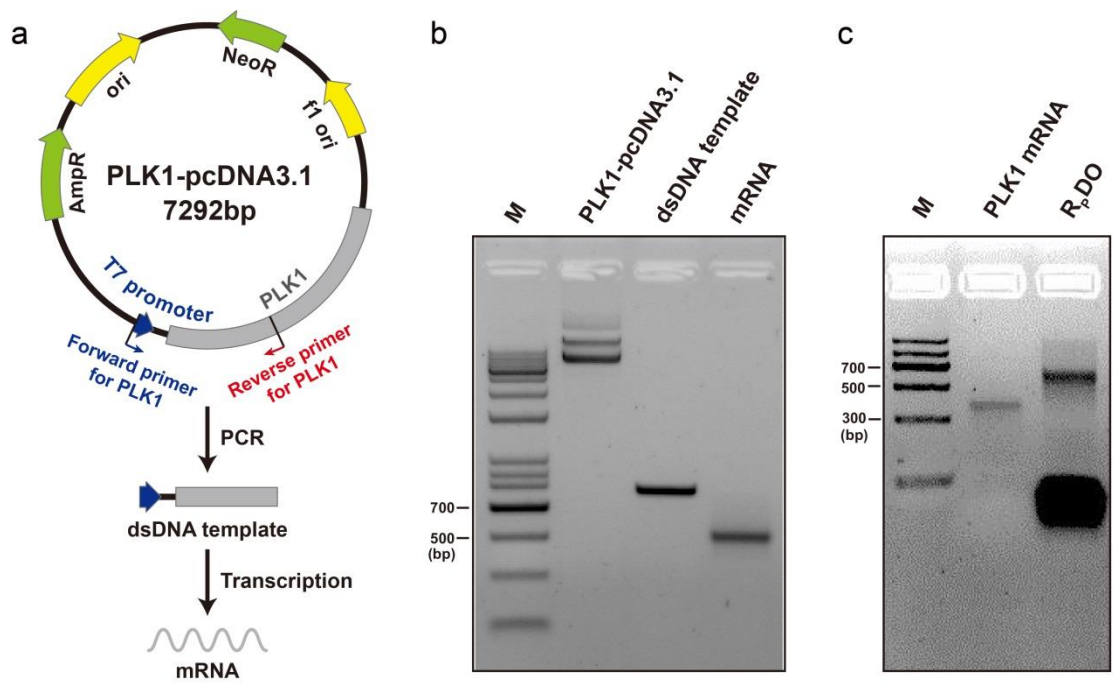 a
ori
NeoR
f1 ori
AmpR
PLK1-pcDNA3.1
7292bp
PLK1
T7 promoter
Forward primer
for PLK1
Reverse primer
for PLK1
PCR
dsDNA template
Transcription
mRNA
b
M
PLK1-pcDNA3.1
dsDNA template
mRNA
700
500
(bp)
c
M
PLK1 mRNA
RPDO
700
500
300
(bp)